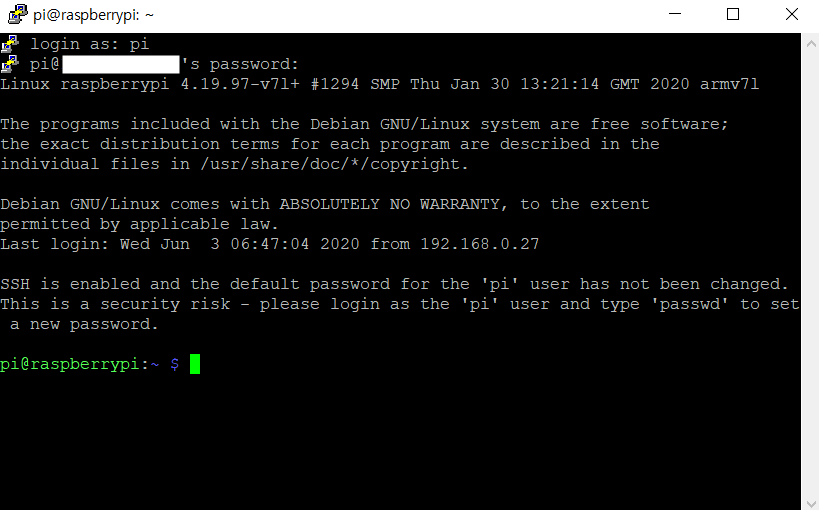 pi@raspberrypi: ~
login as: pi
pi@ 's password:
Linux raspberrypi 4.19.97-v7l+ #1294 SMP Thu Jan 30 13:21:14 GMT 2020 armv7l
The programs included with the Debian GNU/Linux system are free software;
the exact distribution terms for each program are described in the
individual files in /usr/share/doc/*/copyright.
Debian GNU/Linux comes with ABSOLUTELY NO WARRANTY, to the extent
permitted by applicable law.
Last login: Wed Jun  3 06:47:04 2020 from 192.168.0.27
SSH is enabled and the default password for the 'pi' user has not been changed.
This is a security risk - please login as the 'pi' user and type 'passwd' to set
 a new password.
pi@raspberrypi:~ $